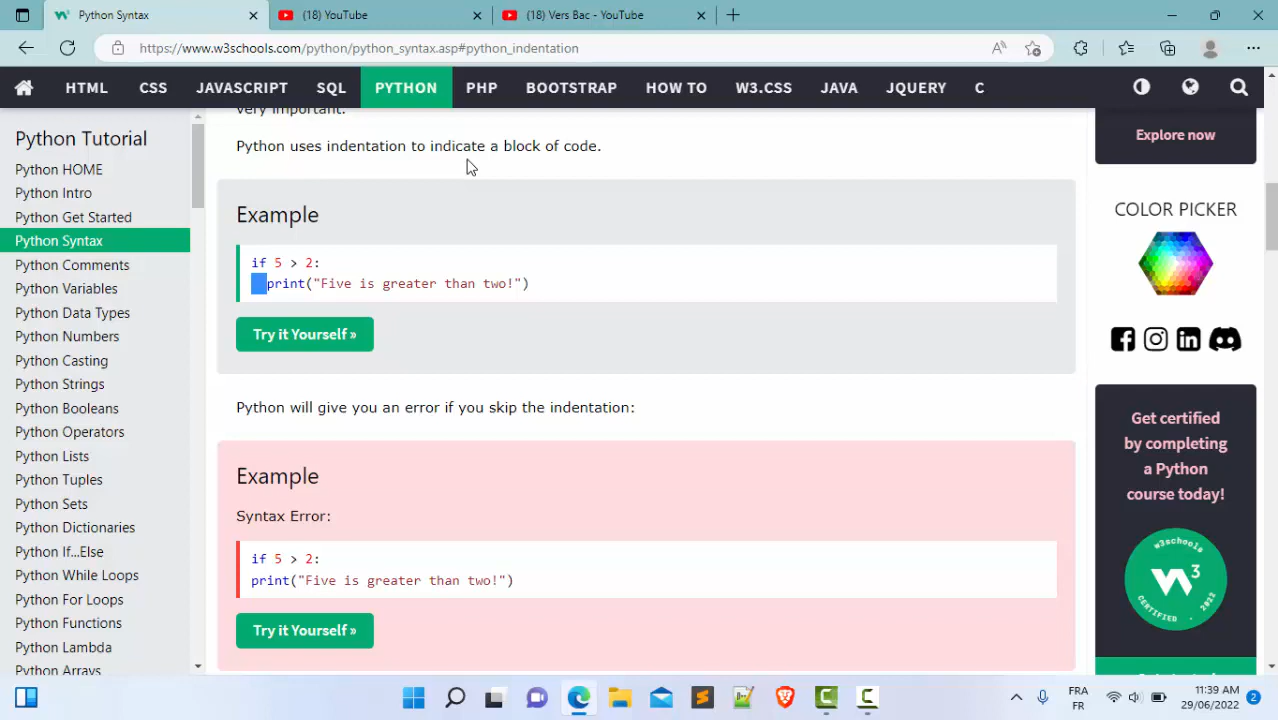 Python Syntax
(18) YouTube
(18) Vers Bac - YouTube
https://www.w3schools.com/python/python_syntax.asp#python_indentation
HTML CSS JAVASCRIPT SQL PYTHON PHP BOOTSTRAP HOW TO W3.CSS JAVA JQUERY C
Python Tutorial
Python HOME
Python Intro
Python Get Started
Python Syntax
Python Comments
Python Variables
Python Data Types
Python Numbers
Python Casting
Python Strings
Python Booleans
Python Operators
Python Lists
Python Tuples
Python Sets
Python Dictionaries
Python If...Else
Python While Loops
Python For Loops
Python Functions
Python Lambda
Python Arrays
very important.
Python uses indentation to indicate a block of code.
Example
if 5 > 2:
  print("Five is greater than two!")
Try it Yourself »
Python will give you an error if you skip the indentation:
Example
Syntax Error:
if 5 > 2:
print("Five is greater than two!")
Try it Yourself »
Explore now
COLOR PICKER
Get certified
by completing
a Python
course today!
w3schools
CERTIFIED . 2022
FRA
FR
11:39 AM
29/06/2022
2